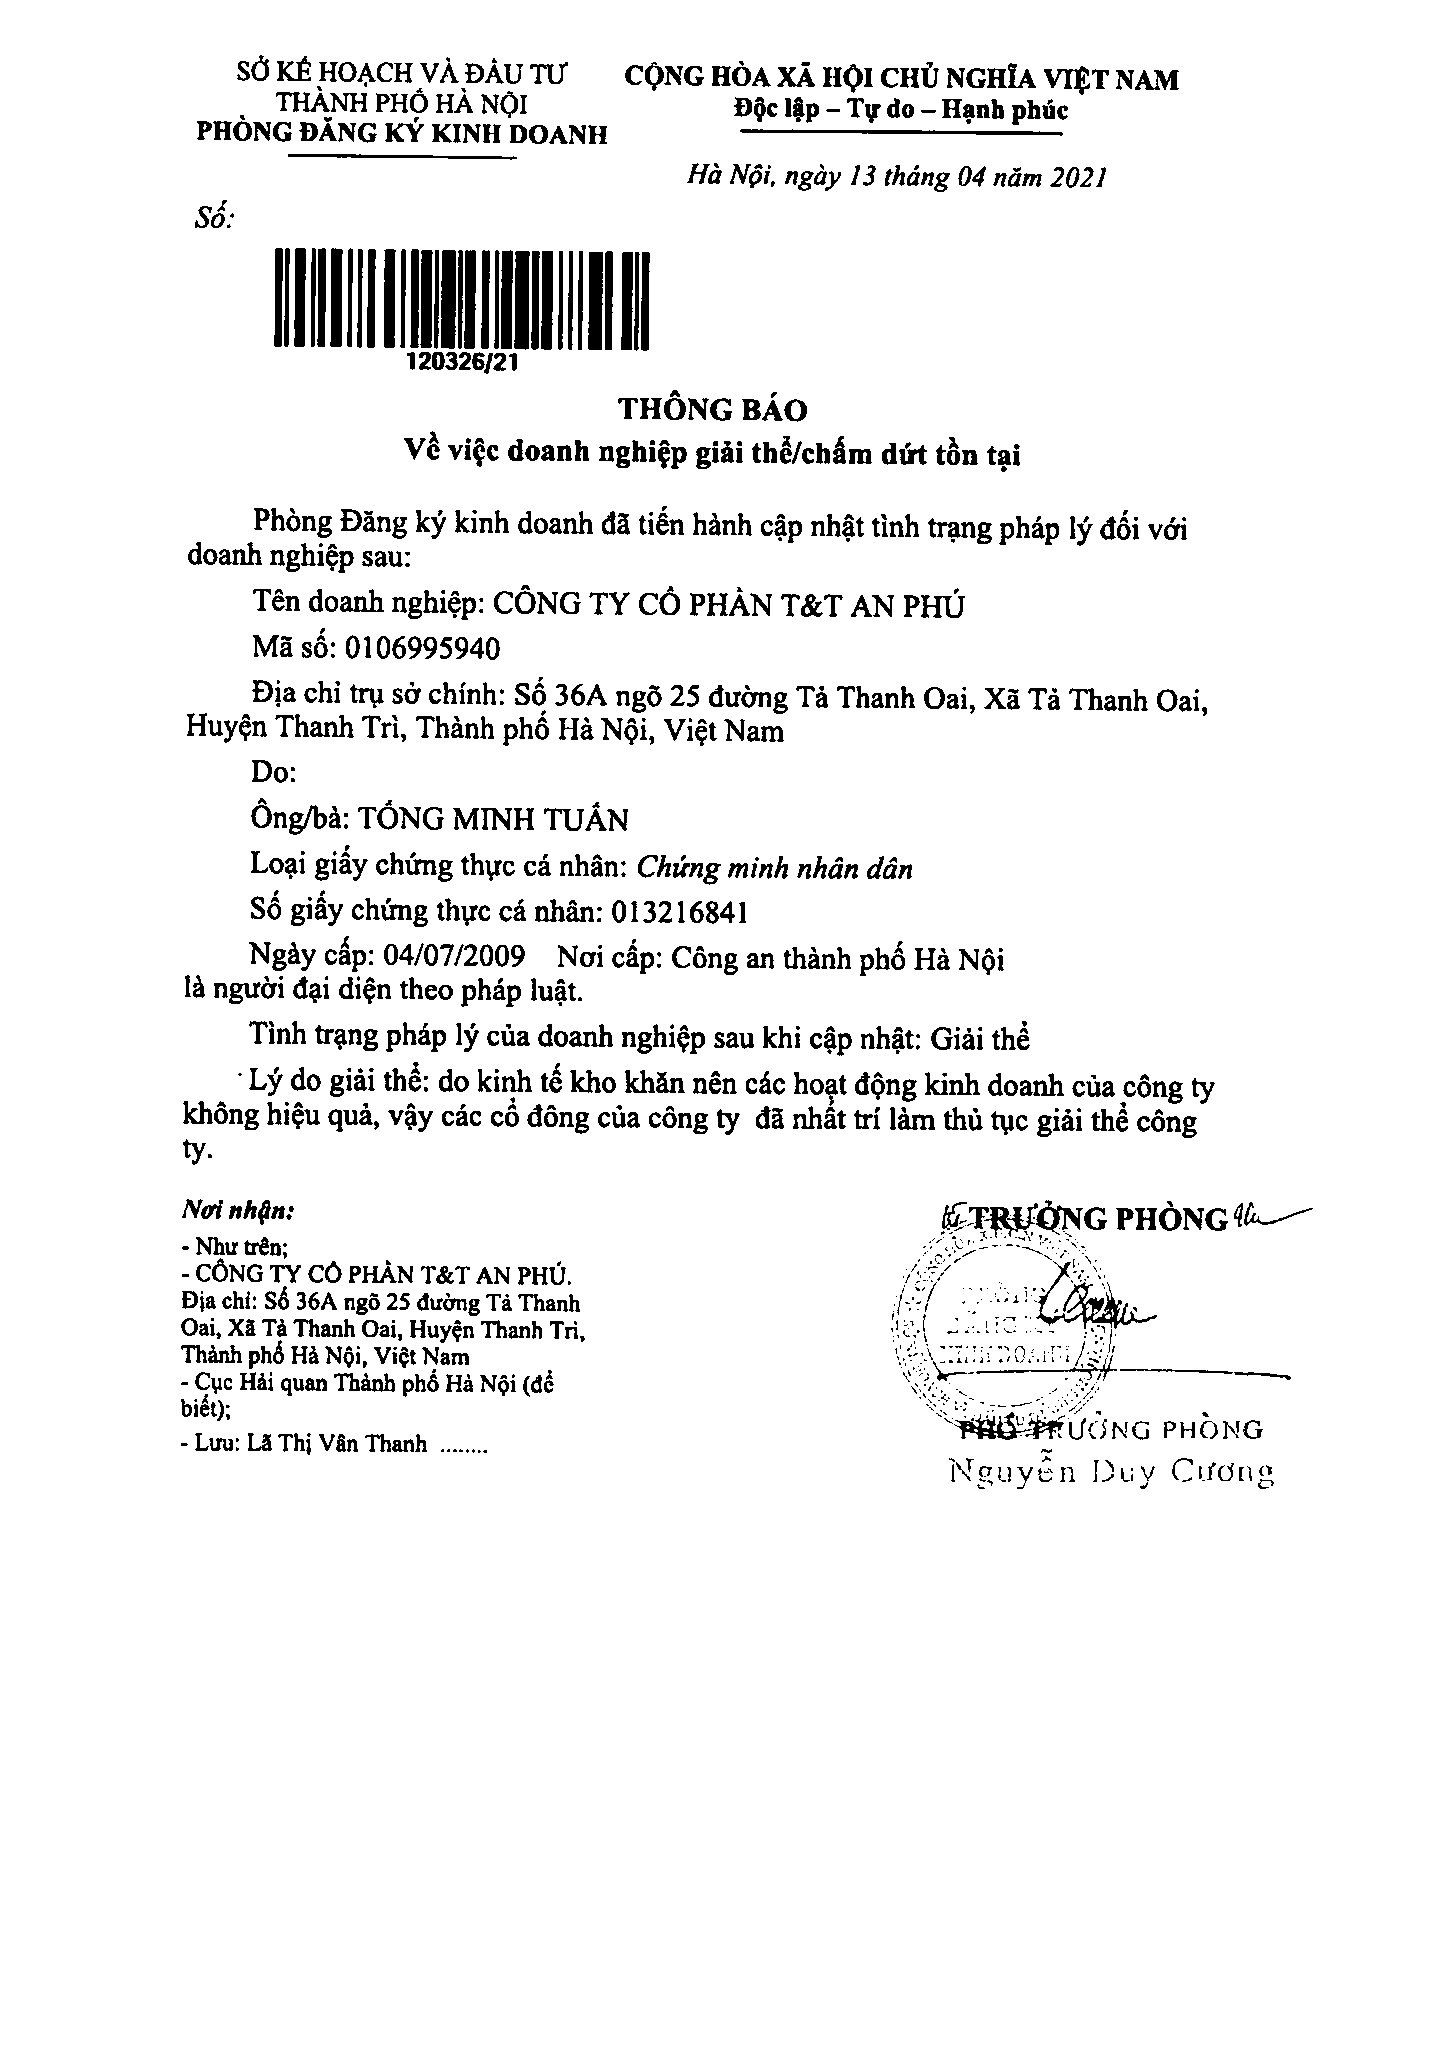 SỞ KẾ HOẠCH VÀ ĐẦU TƯ
THÀNH PHỐ HÀ NỘI
PHÒNG ĐĂNG KÝ KINH DOANH
CỘNG HÒA XÃ HỘI CHỦ NGHĨA VIỆT NAM
Độc lập – Tự do – Hạnh phúc
Hà Nội, ngày 13 tháng 04 năm 2021
Số:
120326/21
THÔNG BÁO
Về việc doanh nghiệp giải thể/chấm dứt tồn tại
Phòng Đăng ký kinh doanh đã tiến hành cập nhật tình trạng pháp lý đối với
doanh nghiệp sau:
Tên doanh nghiệp: CÔNG TY CỔ PHẦN T&T AN PHÚ
Mã số: 0106995940
Địa chỉ trụ sở chính: Số 36A ngõ 25 đường Tả Thanh Oai, Xã Tả Thanh Oai,
Huyện Thanh Trì, Thành phố Hà Nội, Việt Nam
Do:
Ông/bà: TỐNG MINH TUẤN
Loại giấy chứng thực cá nhân: Chứng minh nhân dân
Số giấy chứng thực cá nhân: 013216841
Ngày cấp: 04/07/2009 Nơi cấp: Công an thành phố Hà Nội
là người đại diện theo pháp luật.
Tình trạng pháp lý của doanh nghiệp sau khi cập nhật: Giải thể
Lý do giải thể: do kinh tế kho khăn nên các hoạt động kinh doanh của công ty
không hiệu quả, vậy các cổ đông của công ty đã nhất trí làm thủ tục giải thể công
ty.
Nơi nhận:
- Như trên;
- CÔNG TY CỔ PHẦN T&T AN PHÚ.
Địa chỉ: Số 36A ngõ 25 đường Tả Thanh
Oai, Xã Tả Thanh Oai, Huyện Thanh Trì,
Thành phố Hà Nội, Việt Nam
- Cục Hải quan Thành phố Hà Nội (để
biết);
- Lưu: Lã Thị Vân Thanh ........
TRƯỞNG PHÒNG
PHÒNG
ĐĂNG KÝ
KINH DOANH
PHÓ TRƯỞNG PHÒNG
Nguyễn Duy Cương